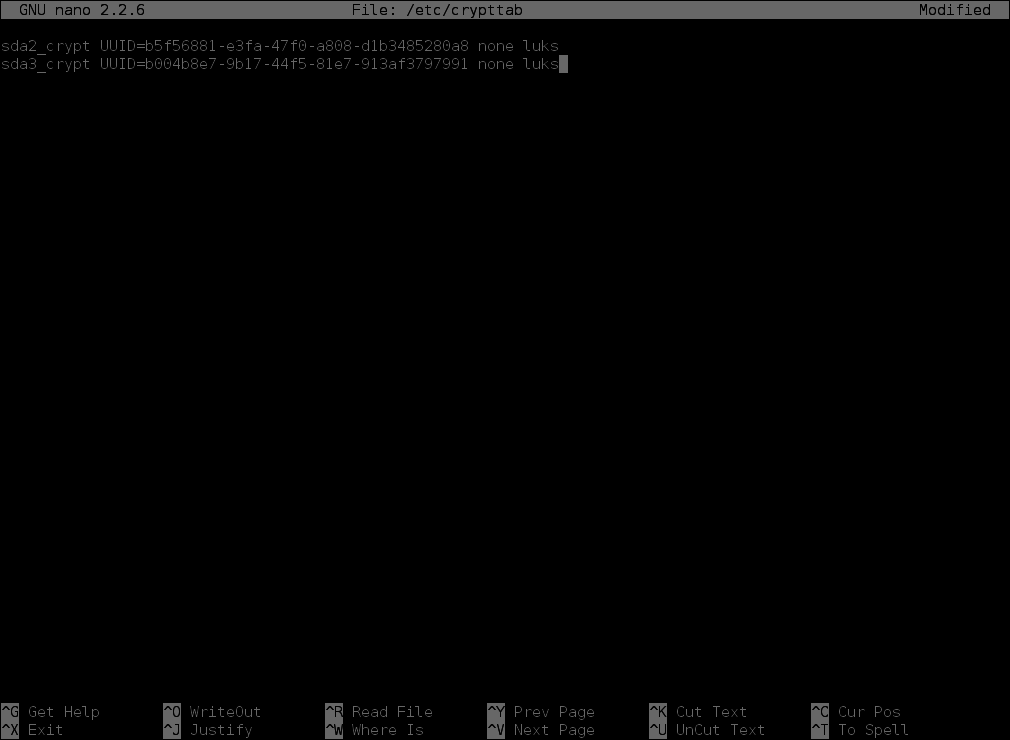 GNU nano 2.2.6 File: /etc/crypttab Modified
sda2_crypt UUID=b5f56881-e3fa-47f0-a808-d1b3485280a8 none luks
sda3_crypt UUID=b004b8e7-9b17-44f5-81e7-913af3797991 none luks
^G Get Help ^O WriteOut ^R Read File ^Y Prev Page ^K Cut Text ^C Cur Pos
^X Exit ^J Justify ^W Where Is ^V Next Page ^U UnCut Text ^T To Spell